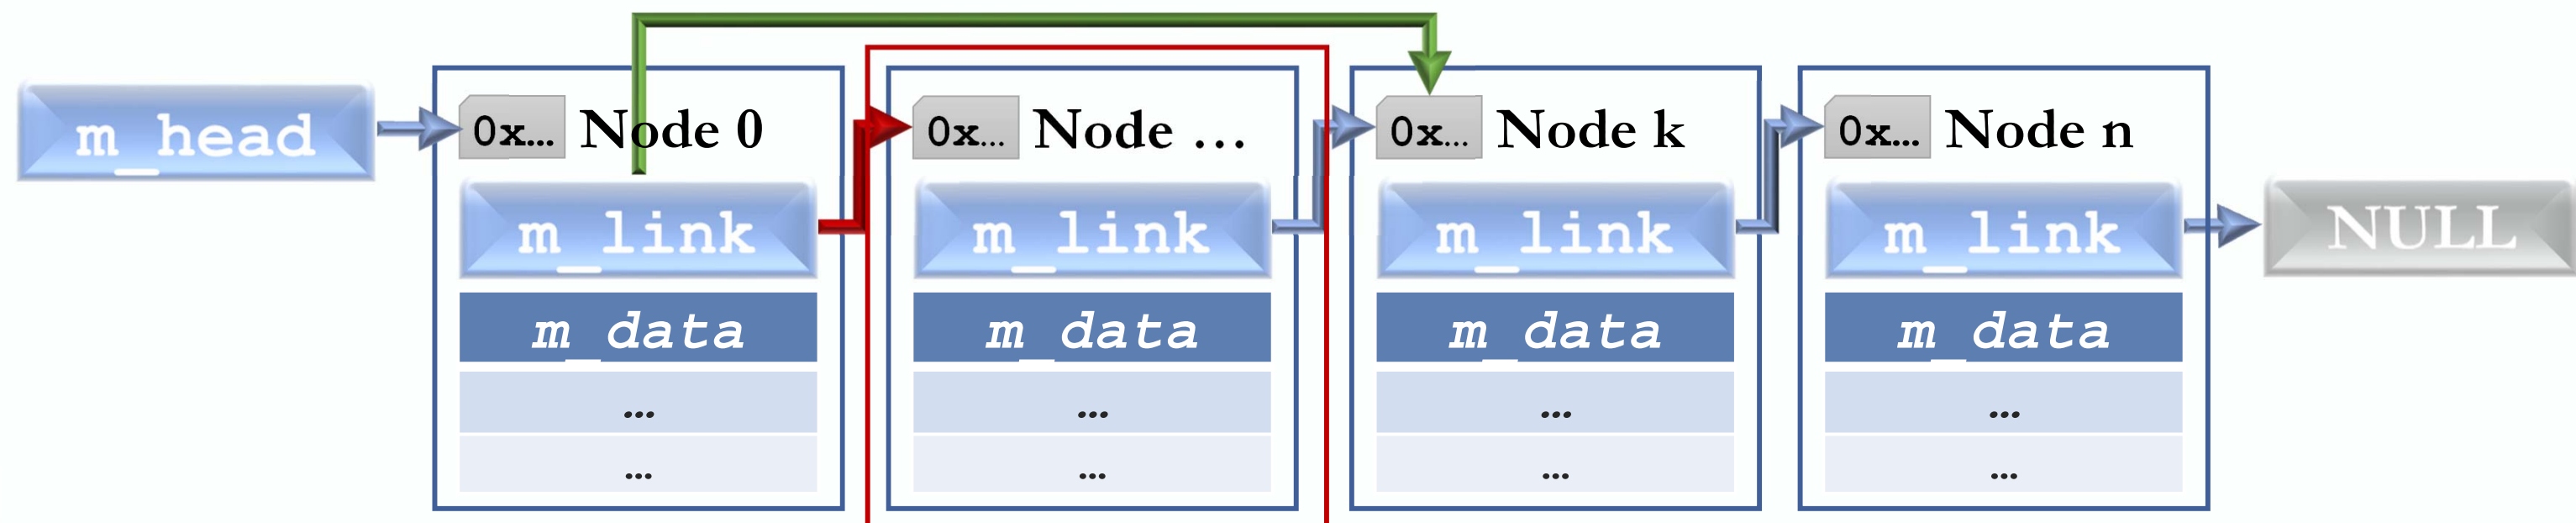 m_head
0x... Node 0
m_link
m_data
...
...
0x... Node ...
m_link
m_data
...
...
0x... Node k
m_link
m_data
...
...
0x... Node n
m_link
m_data
...
...
NULL